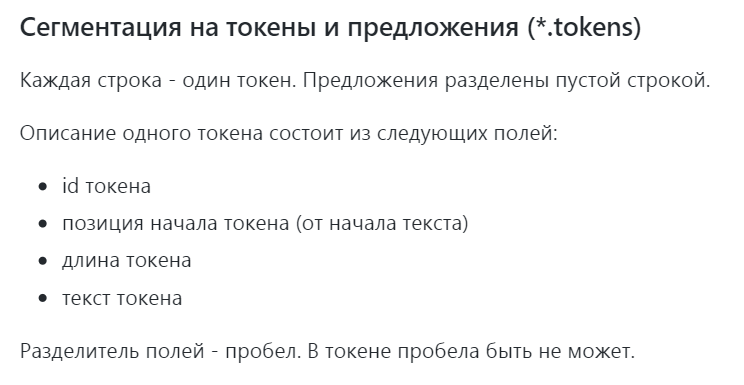 Сегментация на токены и предложения (*.tokens)
Каждая строка - один токен. Предложения разделены пустой строкой.
Описание одного токена состоит из следующих полей:
• id токена
• позиция начала токена (от начала текста)
• длина токена
• текст токена
Разделитель полей - пробел. В токене пробела быть не может.